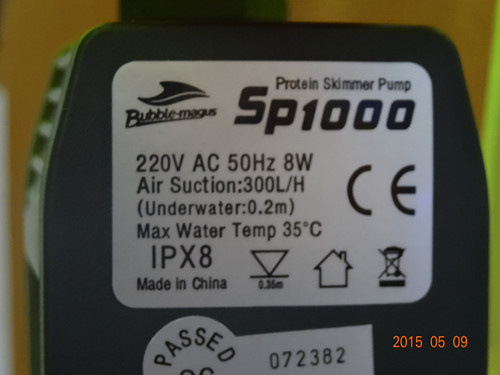 Protein Skimmer Pump
Bubble-magus
Sp1000
220V AC 50Hz 8W
Air Suction:300L/H
(Underwater:0.2m)
Max Water Temp 35°C
CE
IPX8
0.35m
Made in China
PASSED
072382
2015 05 09